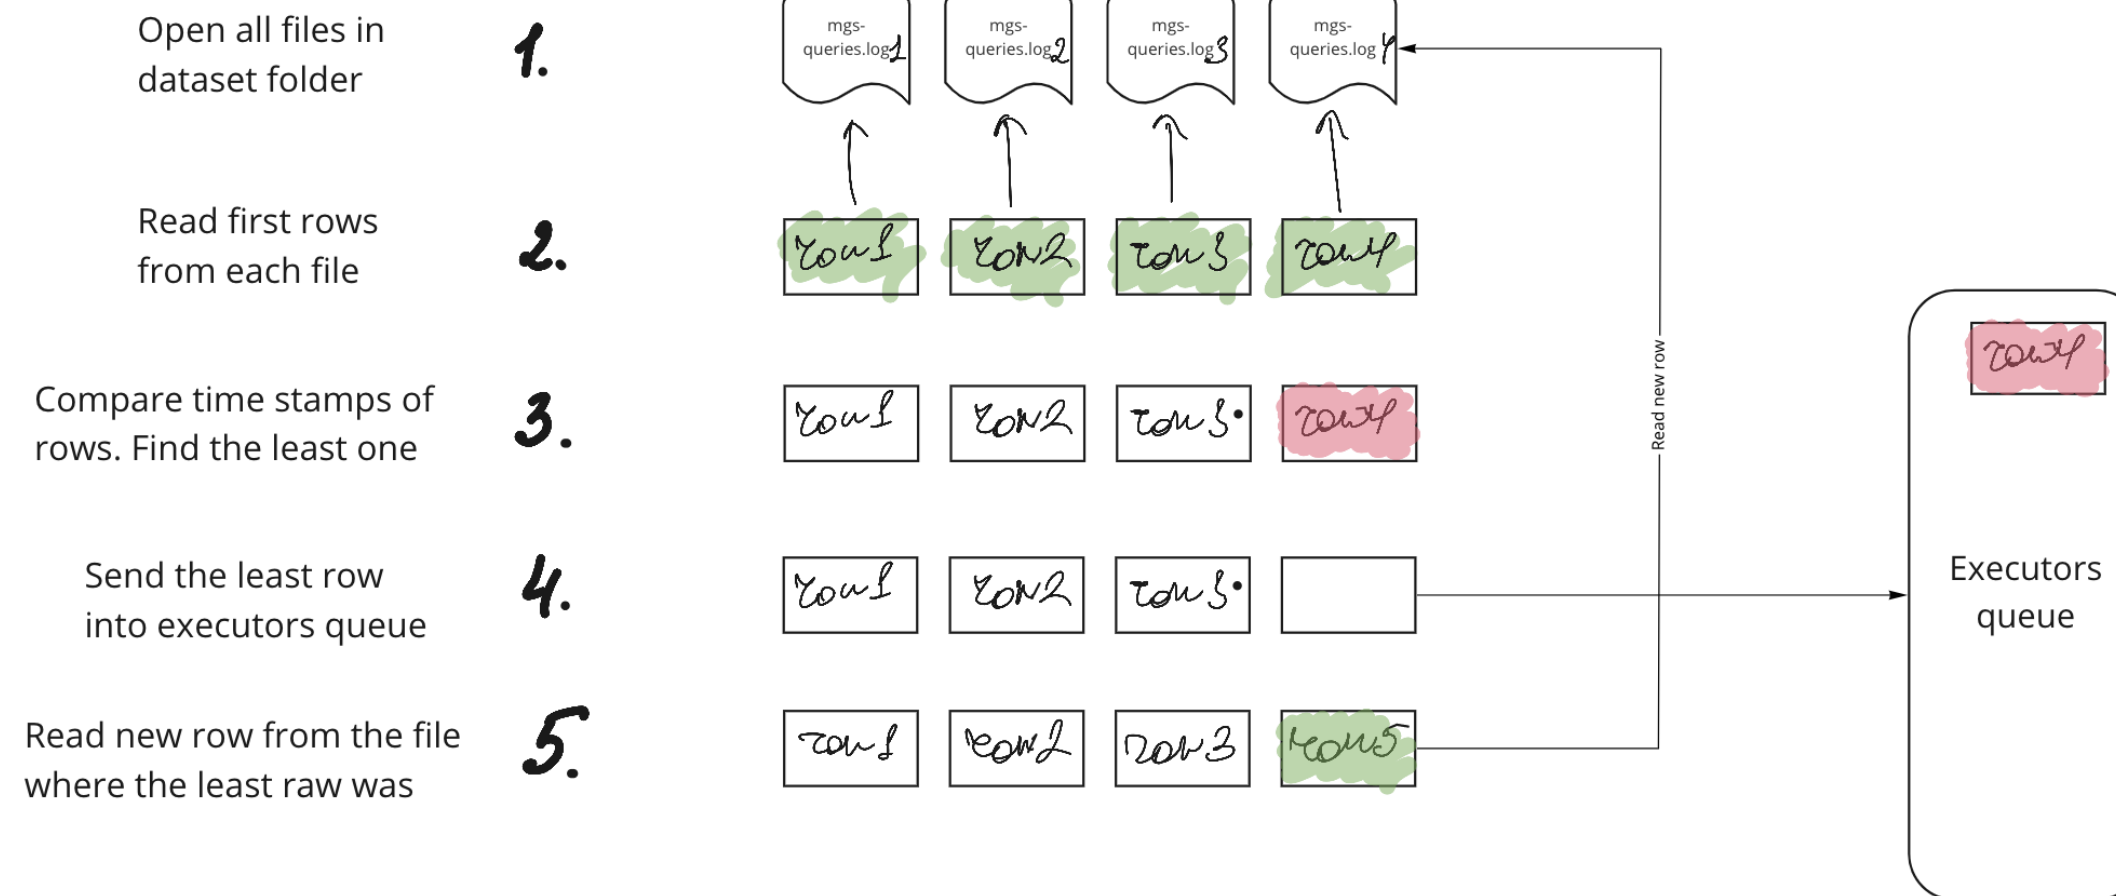 Open all files in
dataset folder
1.
mgs-
queries.log1
mgs-
queries.log2
mgs-
queries.log3
mgs-
queries.log4
Read first rows
from each file
2.
row1
row2
row3
row4
Compare time stamps of
rows. Find the least one
3.
row1
row2
row3
row4
Send the least row
into executors queue
4.
row1
row2
row3
Read new row from the file
where the least raw was
5.
row1
row2
row3
row5
Read new row
row4
Executors
queue